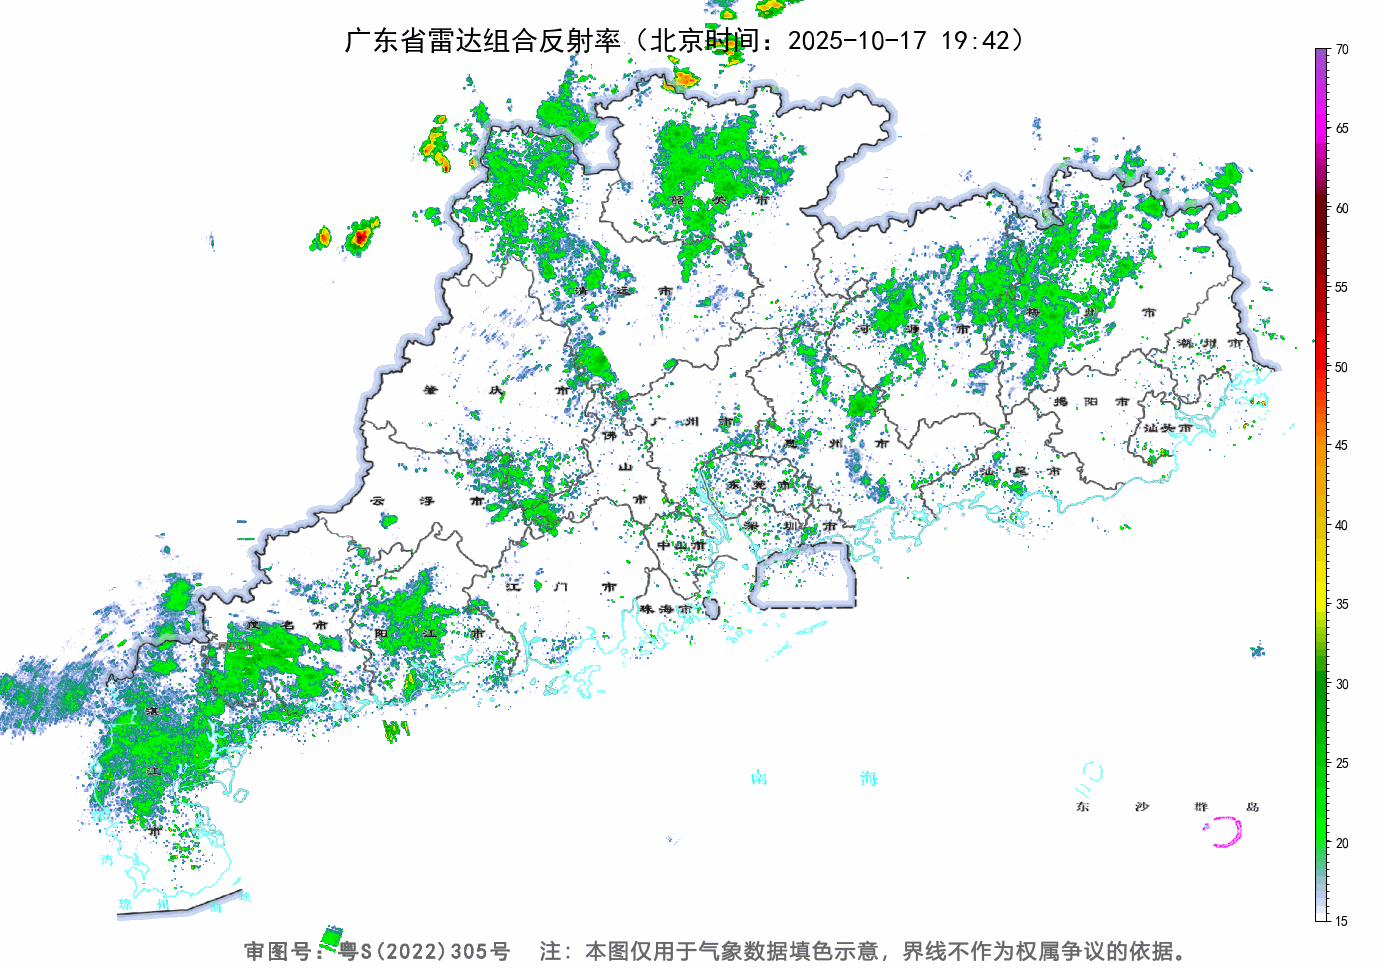 广东省雷达组合反射率（北京时间：2025-10-17 19:42）
70
65
60
55
50
45
40
35
30
25
20
15
韶 关 市
清 远 市
河 源 市
梅 州 市
潮 州 市
肇 庆 市
广 州 市
揭 阳 市
汕头市
佛 山 市
惠 州 市
云 浮 市
东 莞 市
汕 尾 市
深 圳 市
中山市
江 门 市
珠海市
茂 名 市
阳 江 市
湛 江 市
南 海
东 沙 群 岛
湾
琼 州 海 峡
审图号：粤S(2022)305号 注：本图仅用于气象数据填色示意，界线不作为权属争议的依据。